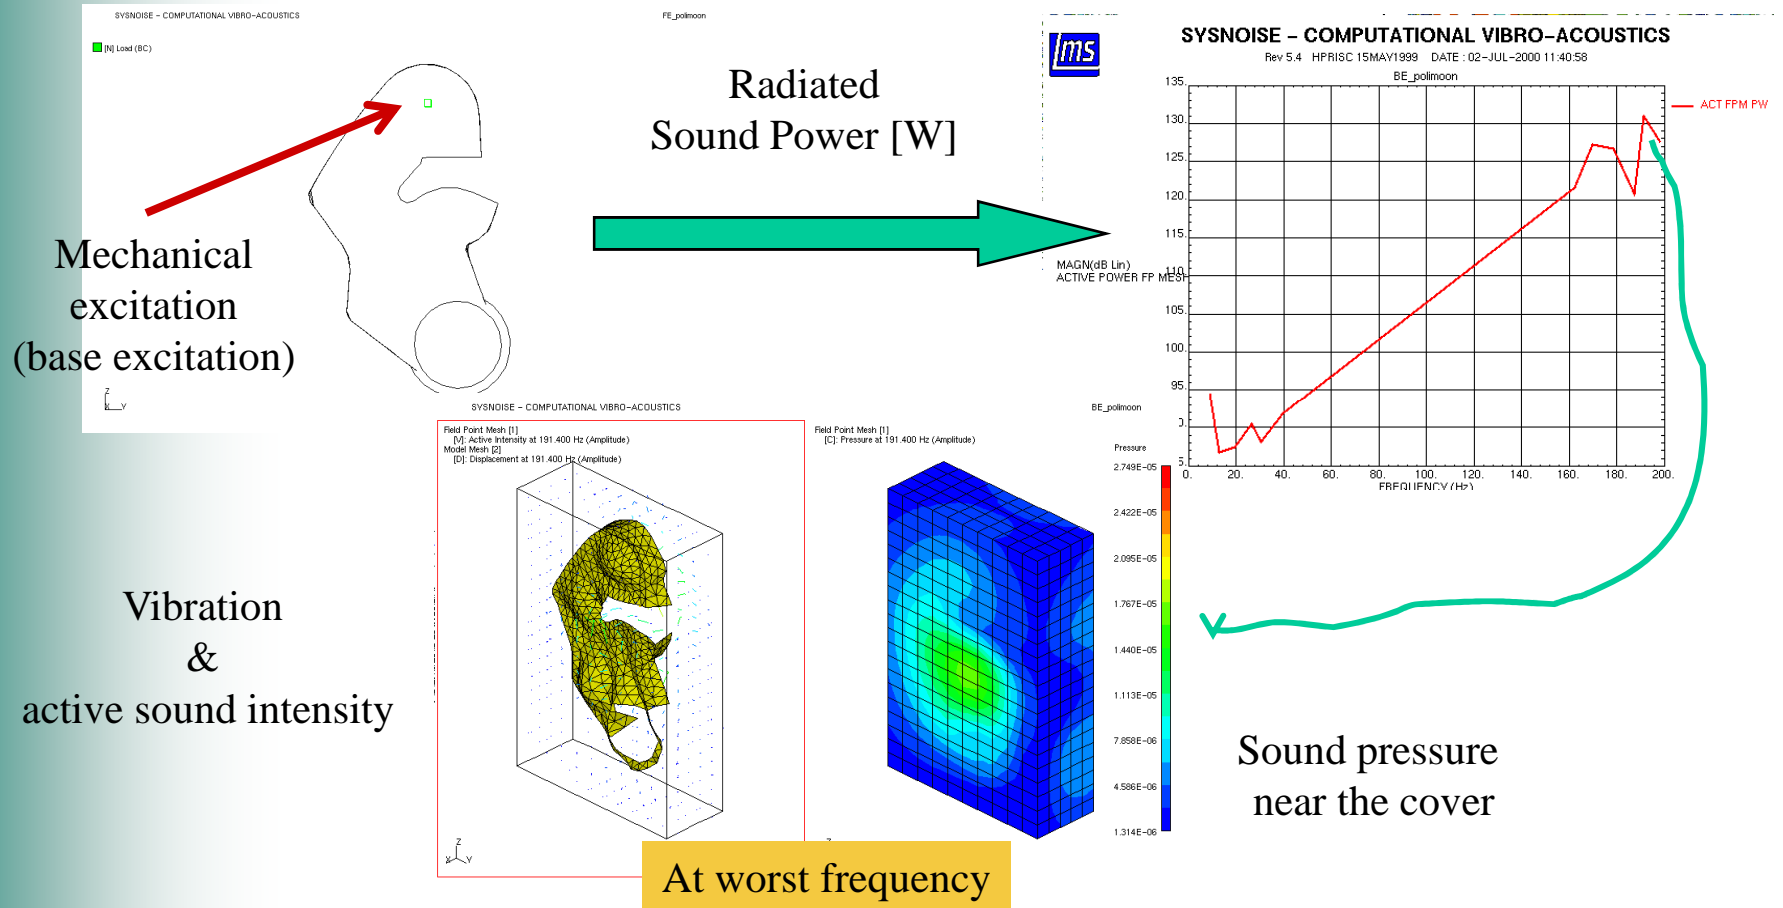 SYSNOISE - COMPUTATIONAL VIBRO-ACOUSTICS
FE_polimoon
[N] Load (BC)
Mechanical
excitation
(base excitation)
Z
X Y
Radiated
Sound Power [W]
lms
SYSNOISE - COMPUTATIONAL VIBRO-ACOUSTICS
Rev 5.4 HPRISC 15MAY1999 DATE : 02-JUL-2000 11:40:58
BE_polimoon
ACT FPM PW
135.
130.
125.
120.
115.
110.
105.
100.
95.
MAGN(dB Lin)
ACTIVE POWER FP MESH
0. 20. 40. 60. 80. 100. 120. 140. 160. 180. 200.
FREQUENCY (Hz)
SYSNOISE - COMPUTATIONAL VIBRO-ACOUSTICS
BE_polimoon
Field Point Mesh [1]
[V]: Active Intensity at 191.400 Hz (Amplitude)
Model Mesh [2]
[D]: Displacement at 191.400 Hz (Amplitude)
Z
X Y
Field Point Mesh [1]
[C]: Pressure at 191.400 Hz (Amplitude)
Pressure
2.749E-05
2.422E-05
2.095E-05
1.767E-05
1.440E-05
1.113E-05
7.858E-06
4.586E-06
1.314E-06
Vibration
&
active sound intensity
Sound pressure
near the cover
At worst frequency